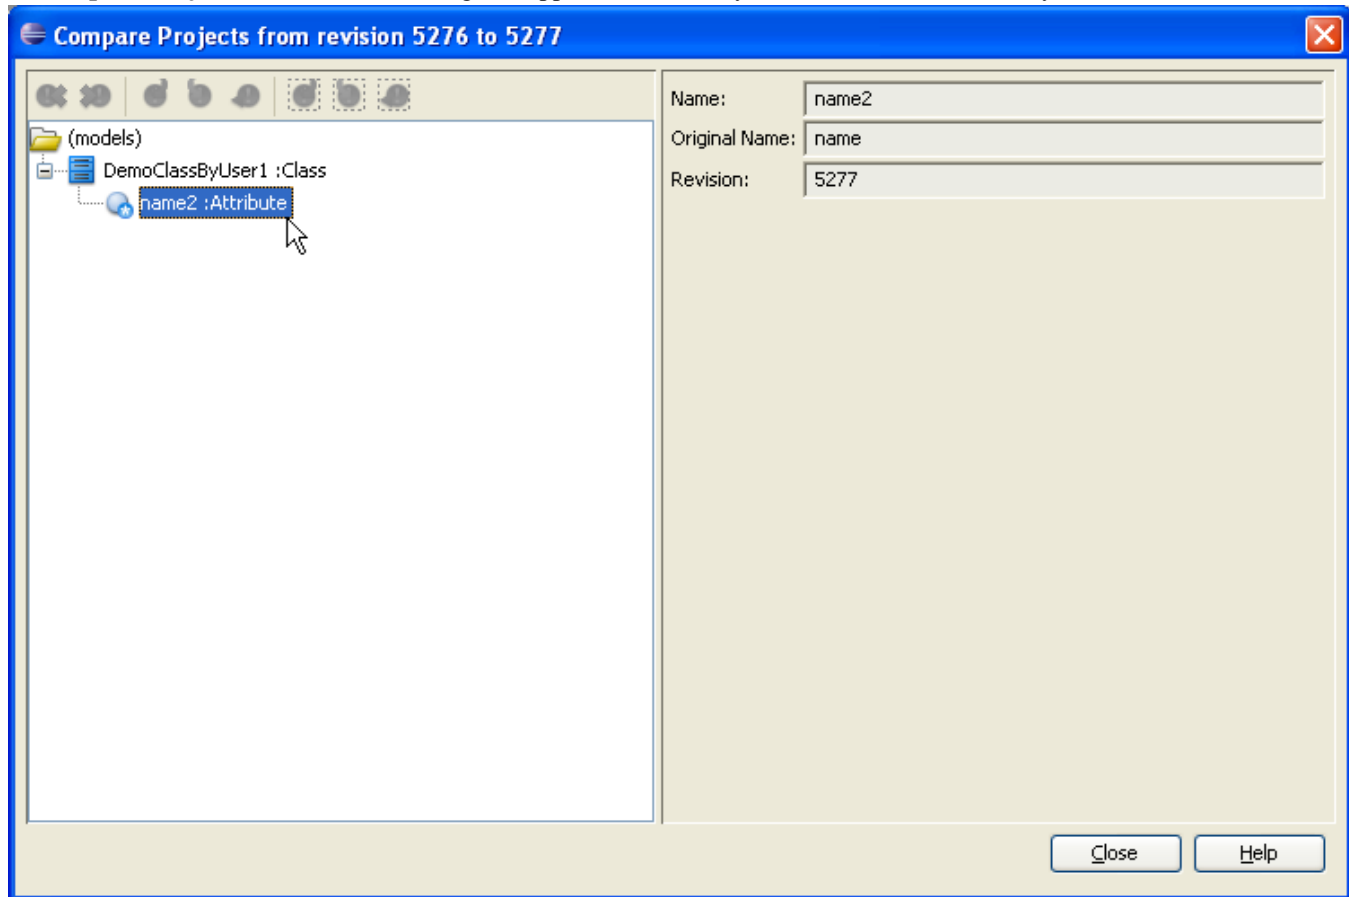 Compare Projects from revision 5276 to 5277
(models)
DemoClassByUser1 :Class
name2 :Attribute
Name: name2
Original Name: name
Revision: 5277
Close Help